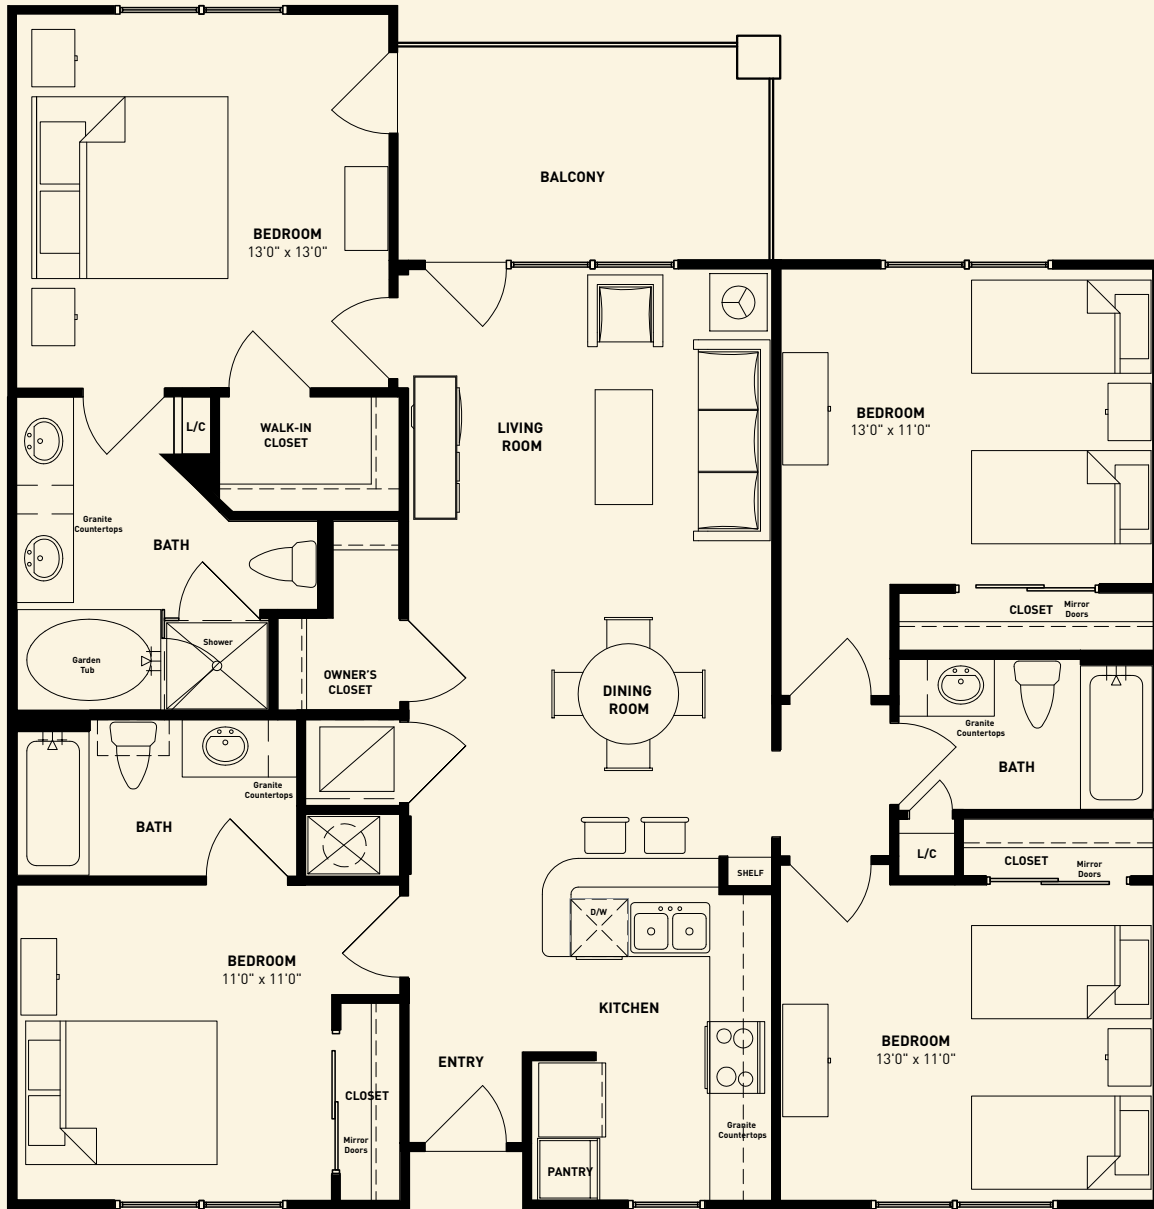 BALCONY
BEDROOM
13'0" x 13'0"
L/C
WALK-IN
CLOSET
LIVING
ROOM
BEDROOM
13'0" x 11'0"
Granite
Countertops
BATH
CLOSET
Mirror
Doors
Shower
Garden
Tub
OWNER'S
CLOSET
DINING
ROOM
Granite
Countertops
BATH
Granite
Countertops
BATH
L/C
CLOSET
Mirror
Doors
SHELF
D/W
BEDROOM
11'0" x 11'0"
KITCHEN
BEDROOM
13'0" x 11'0"
ENTRY
CLOSET
Mirror
Doors
Granite
Countertops
PANTRY